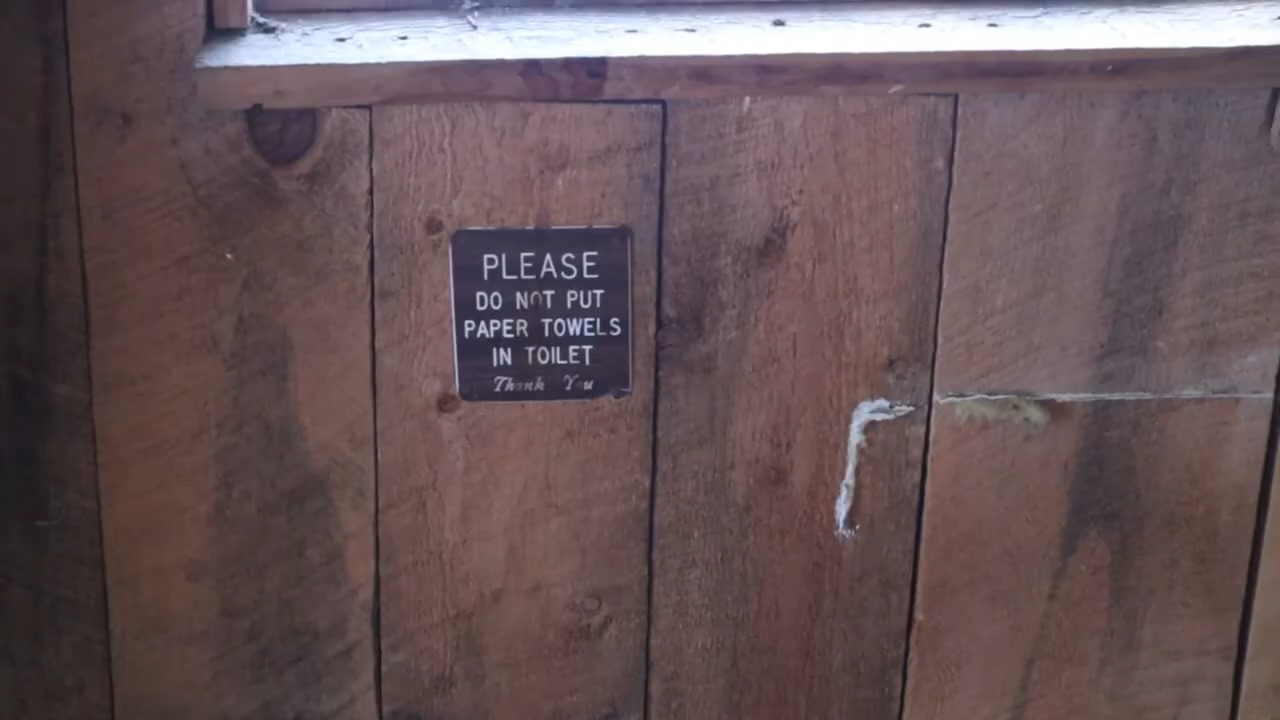 PLEASE
DO NOT PUT
PAPER TOWELS
IN TOILET
Thank You